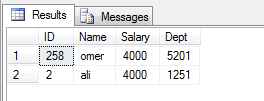 Results Messages
ID Name Salary Dept
1 258 omer 4000 5201
2 2 ali 4000 1251